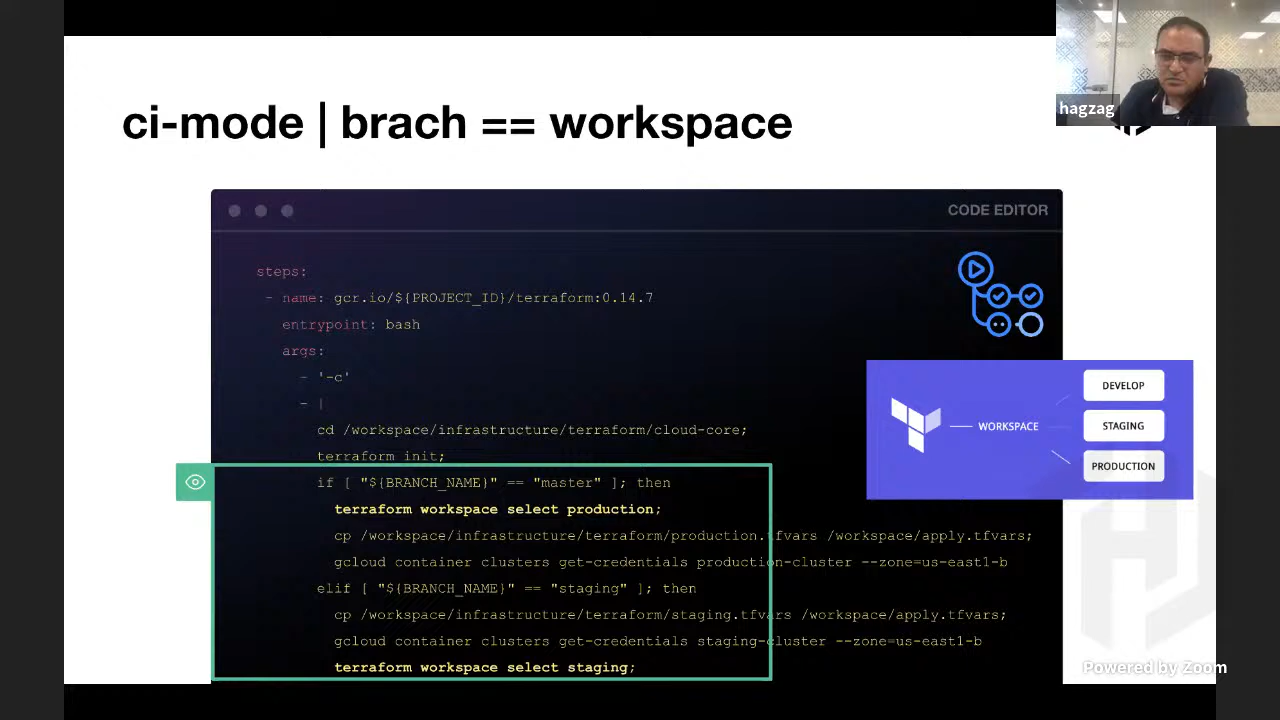 ci-mode | brach == workspace
hagzag
CODE EDITOR
steps:
- name: gcr.io/${PROJECT_ID}/terraform:0.14.7
entrypoint: bash
args:
- '-c'
- |
cd /workspace/infrastructure/terraform/cloud-core;
terraform init;
if [ "${BRANCH_NAME}" == "master" ]; then
terraform workspace select production;
cp /workspace/infrastructure/terraform/production.tfvars /workspace/apply.tfvars;
gcloud container clusters get-credentials production-cluster --zone=us-east1-b
elif [ "${BRANCH_NAME}" == "staging" ]; then
cp /workspace/infrastructure/terraform/staging.tfvars /workspace/apply.tfvars;
gcloud container clusters get-credentials staging-cluster --zone=us-east1-b
terraform workspace select staging;
WORKSPACE
DEVELOP
STAGING
PRODUCTION
Powered by Zoom